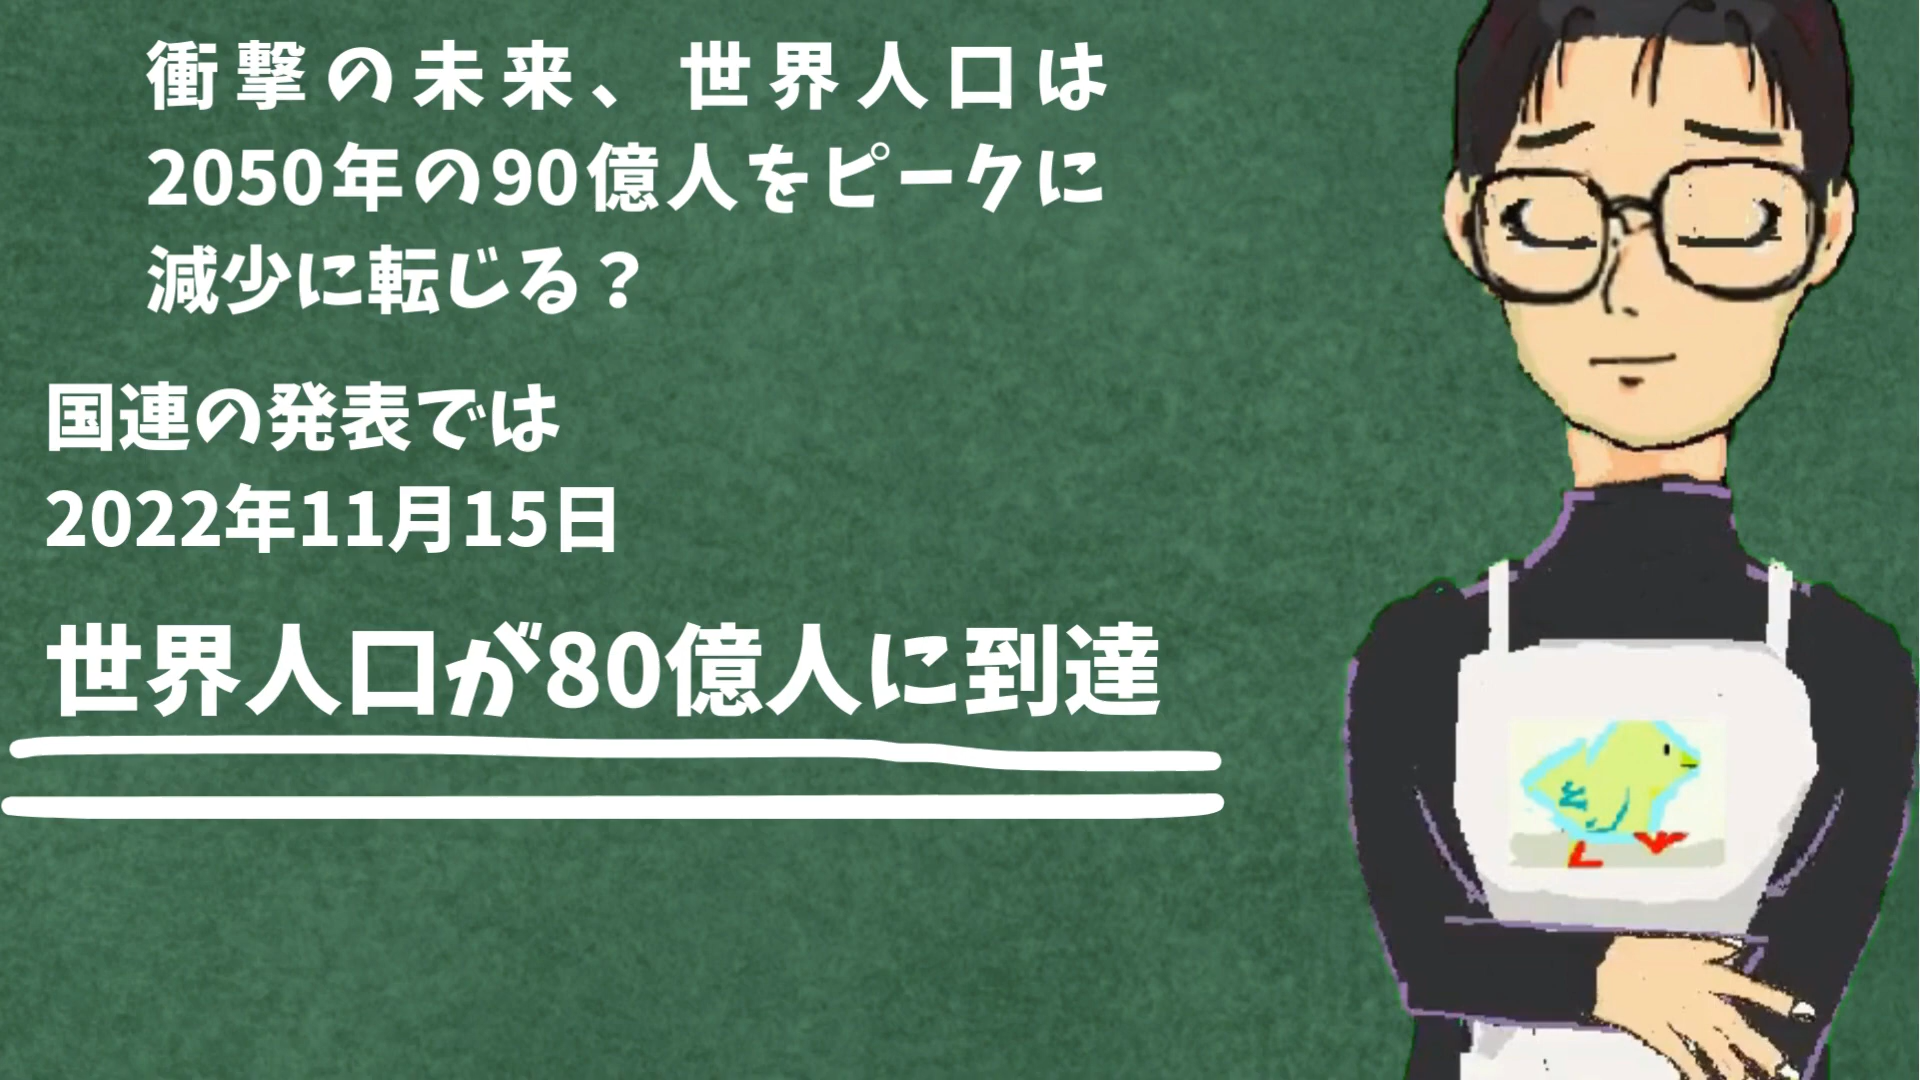 衝撃の未来、世界人口は
2050年の90億人をピークに
減少に転じる？
国連の発表では
2022年11月15日
世界人口が80億人に到達